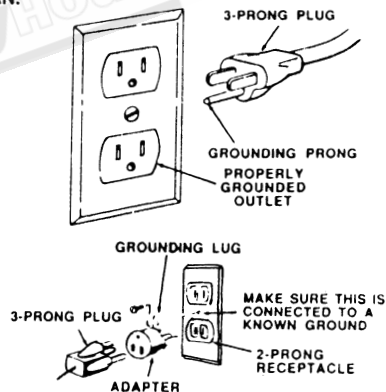 3-PRONG PLUG
GROUNDING PRONG
PROPERLY
GROUNDED
OUTLET
GROUNDING LUG
3-PRONG PLUG
MAKE SURE THIS IS
CONNECTED TO A
KNOWN GROUND
2-PRONG
RECEPTACLE
ADAPTER